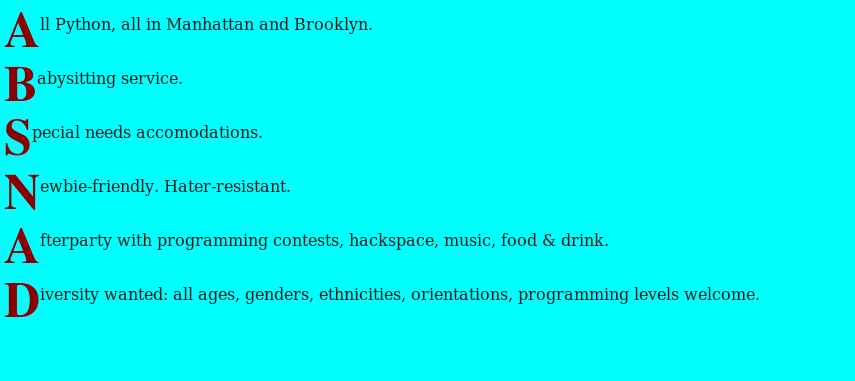 All Python, all in Manhattan and Brooklyn.
Babysitting service.
Special needs accomodations.
Newbie-friendly. Hater-resistant.
Afterparty with programming contests, hackspace, music, food & drink.
Diversity wanted: all ages, genders, ethnicities, orientations, programming levels welcome.